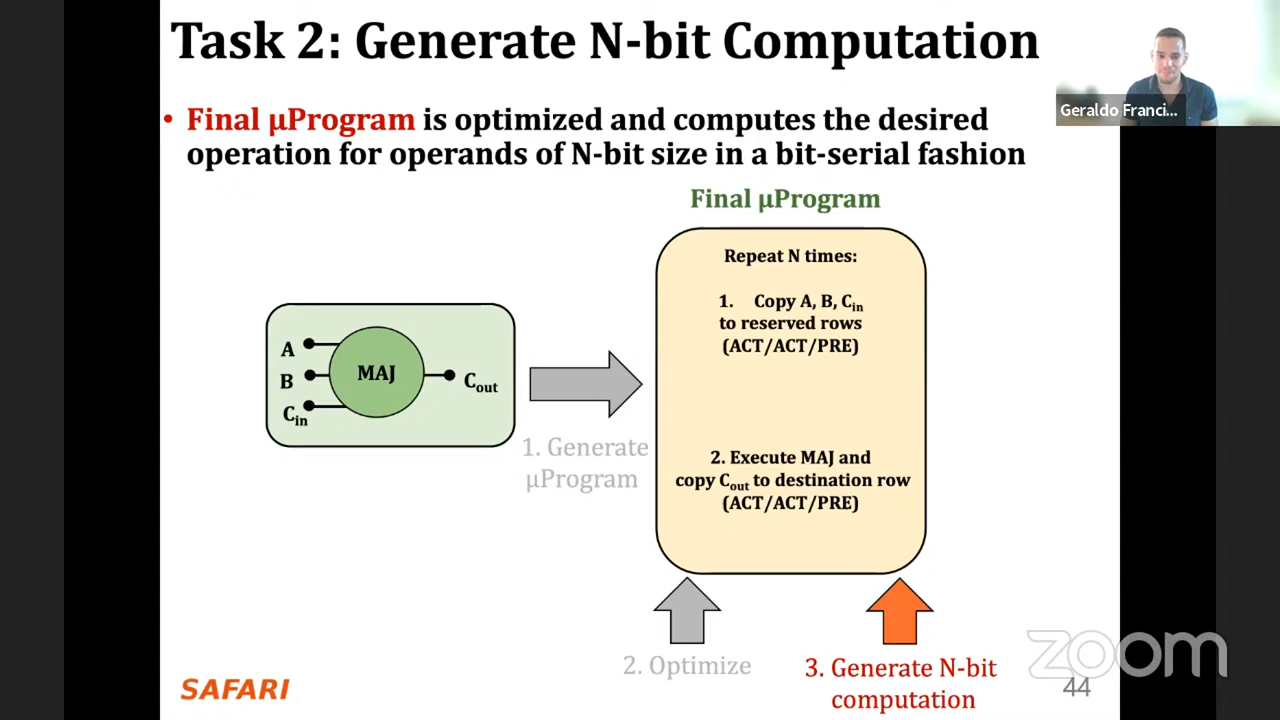 Task 2: Generate N-bit Computation
Geraldo Franci...
• Final μProgram is optimized and computes the desired
operation for operands of N-bit size in a bit-serial fashion
Final μProgram
Repeat N times:
1. Copy A, B, Cin
to reserved rows
(ACT/ACT/PRE)
A
B
Cin
MAJ
Cout
1. Generate
μProgram
2. Execute MAJ and
copy Cout to destination row
(ACT/ACT/PRE)
2. Optimize
3. Generate N-bit
computation
zoom
SAFARI
44